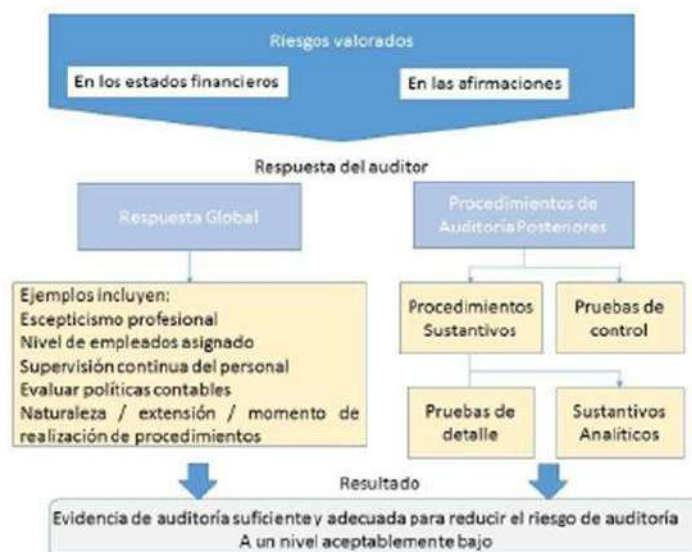 Riesgos valorados
En los estados financieros
En las afirmaciones
Respuesta del auditor
Respuesta Global
Ejemplos incluyen:
Escepticismo profesional
Nivel de empleados asignado
Supervisión continua del personal
Evaluar políticas contables
Naturaleza / extensión / momento de
realización de procedimientos
Procedimientos de
Auditoría Posteriores
Procedimientos
Sustantivos
Pruebas de
control
Pruebas de
detalle
Sustantivos
Analíticos
Resultado
Evidencia de auditoría suficiente y adecuada para reducir el riesgo de auditoría
A un nivel aceptablemente bajo